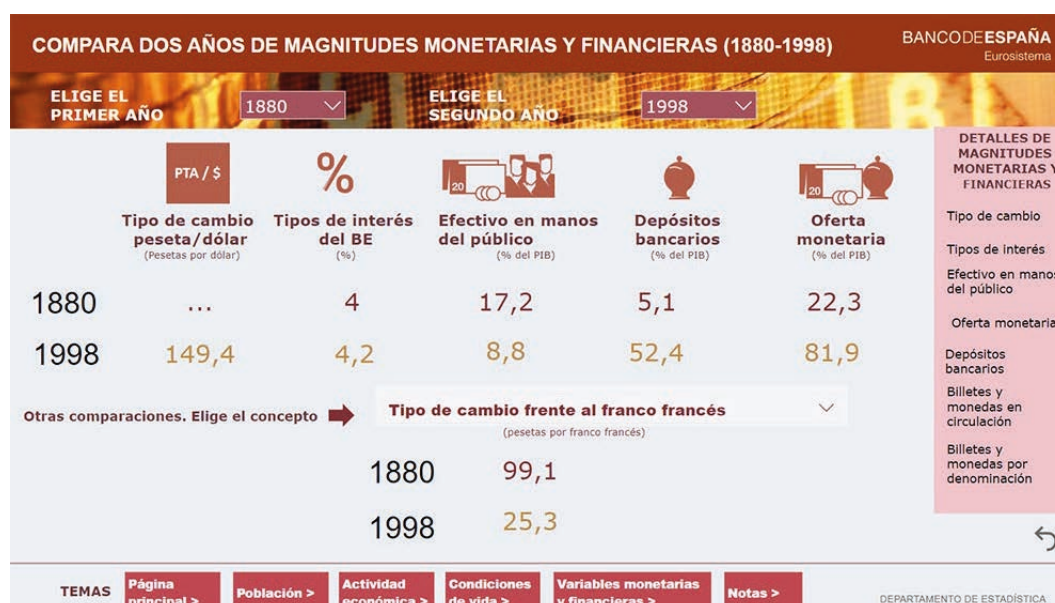 COMPARA DOS AÑOS DE MAGNITUDES MONETARIAS Y FINANCIERAS (1880-1998)
BANCODEESPAÑA
Eurosistema
ELIGE EL
PRIMER AÑO
1880
ELIGE EL
SEGUNDO AÑO
1998
PTA / $
%
20
20
Tipo de cambio
peseta/dólar
(Pesetas por dólar)
Tipos de interés
del BE
(%)
Efectivo en manos
del público
(% del PIB)
Depósitos
bancarios
(% del PIB)
Oferta
monetaria
(% del PIB)
1880 ... 4 17,2 5,1 22,3
1998 149,4 4,2 8,8 52,4 81,9
Otras comparaciones. Elige el concepto
Tipo de cambio frente al franco francés
(pesetas por franco francés)
1880 99,1
1998 25,3
DETALLES DE
MAGNITUDES
MONETARIAS Y
FINANCIERAS
Tipo de cambio
Tipos de interés
Efectivo en manos
del público
Oferta monetaria
Depósitos
bancarios
Billetes y
monedas en
circulación
Billetes y
monedas por
denominación
TEMAS
Página
principal >
Población >
Actividad
económica >
Condiciones
de vida >
Variables monetarias
y financieras >
Notas >
DEPARTAMENTO DE ESTADÍSTICA